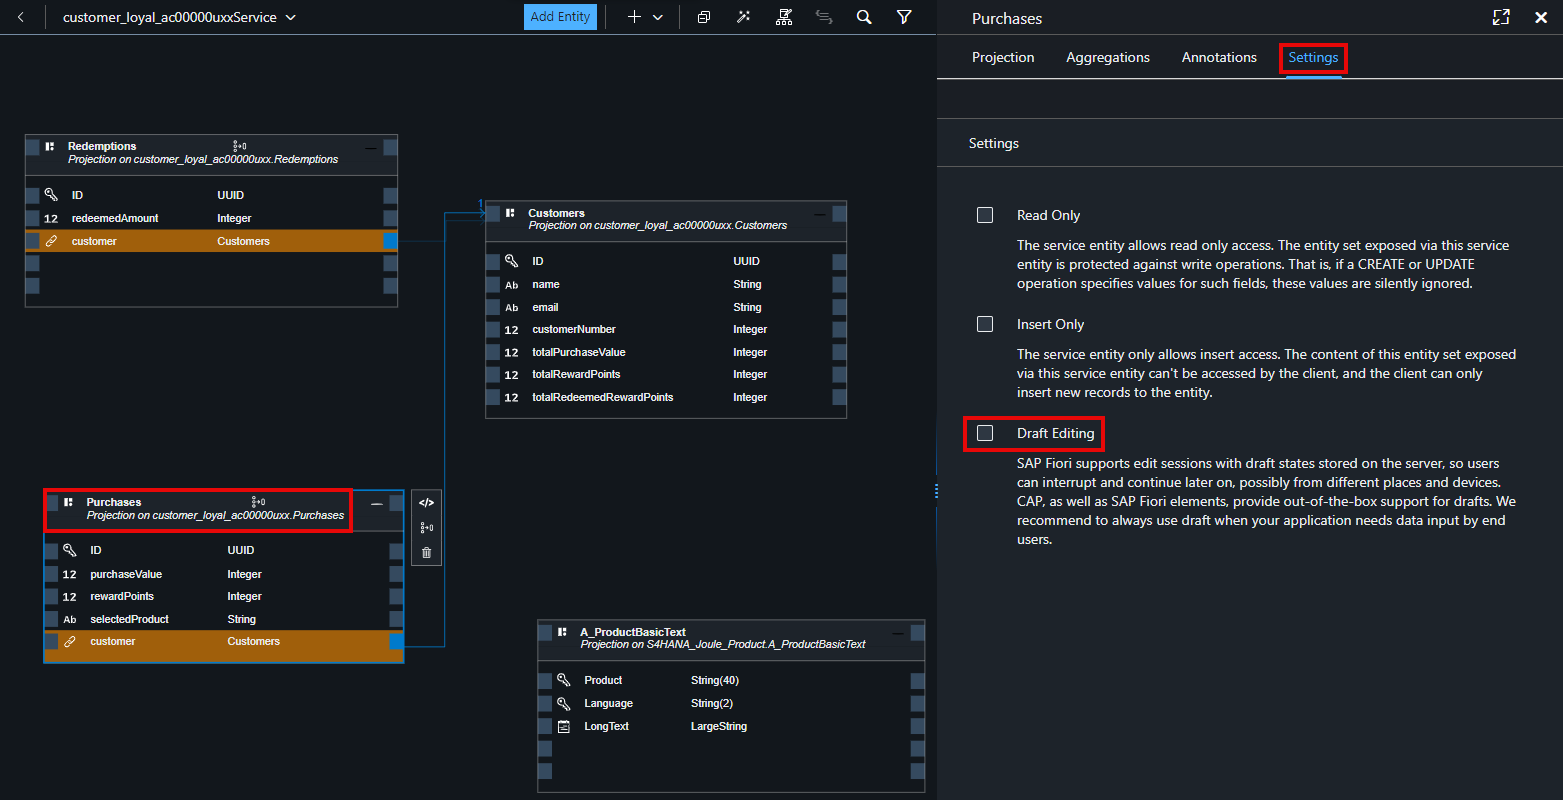 customer_loyal_ac00000uxxService
Add Entity
Redemptions
Projection on customer_loyal_ac00000uxx.Redemptions
ID UUID
12 redeemedAmount Integer
customer Customers
1
Customers
Projection on customer_loyal_ac00000uxx.Customers
ID UUID
Ab name String
Ab email String
12 customerNumber Integer
12 totalPurchaseValue Integer
12 totalRewardPoints Integer
12 totalRedeemedRewardPoints Integer
Purchases
Projection on customer_loyal_ac00000uxx.Purchases
</>
ID UUID
12 purchaseValue Integer
12 rewardPoints Integer
Ab selectedProduct String
customer Customers
A_ProductBasicText
Projection on S4HANA_Joule_Product.A_ProductBasicText
Product String(40)
Language String(2)
LongText LargeString
Purchases
Projection Aggregations Annotations Settings
Settings
Read Only
The service entity allows read only access. The entity set exposed via this service
entity is protected against write operations. That is, if a CREATE or UPDATE
operation specifies values for such fields, these values are silently ignored.
Insert Only
The service entity only allows insert access. The content of this entity set exposed
via this service entity can't be accessed by the client, and the client can only
insert new records to the entity.
Draft Editing
SAP Fiori supports edit sessions with draft states stored on the server, so users
can interrupt and continue later on, possibly from different places and devices.
CAP, as well as SAP Fiori elements, provide out-of-the-box support for drafts. We
recommend to always use draft when your application needs data input by end
users.